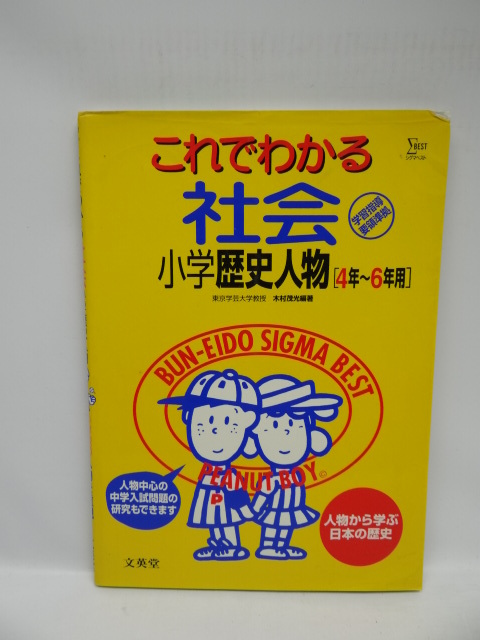 ΣBEST
シグマベスト
これでわかる
社会
学習指導
要領準拠
小学歴史人物[4年～6年用]
東京学芸大学教授 木村茂光編著
BUN-EIDO SIGMA BEST
PEANUT BOY©
P
人物中心の
中学入試問題の
研究もできます
人物から学ぶ
日本の歴史
文英堂